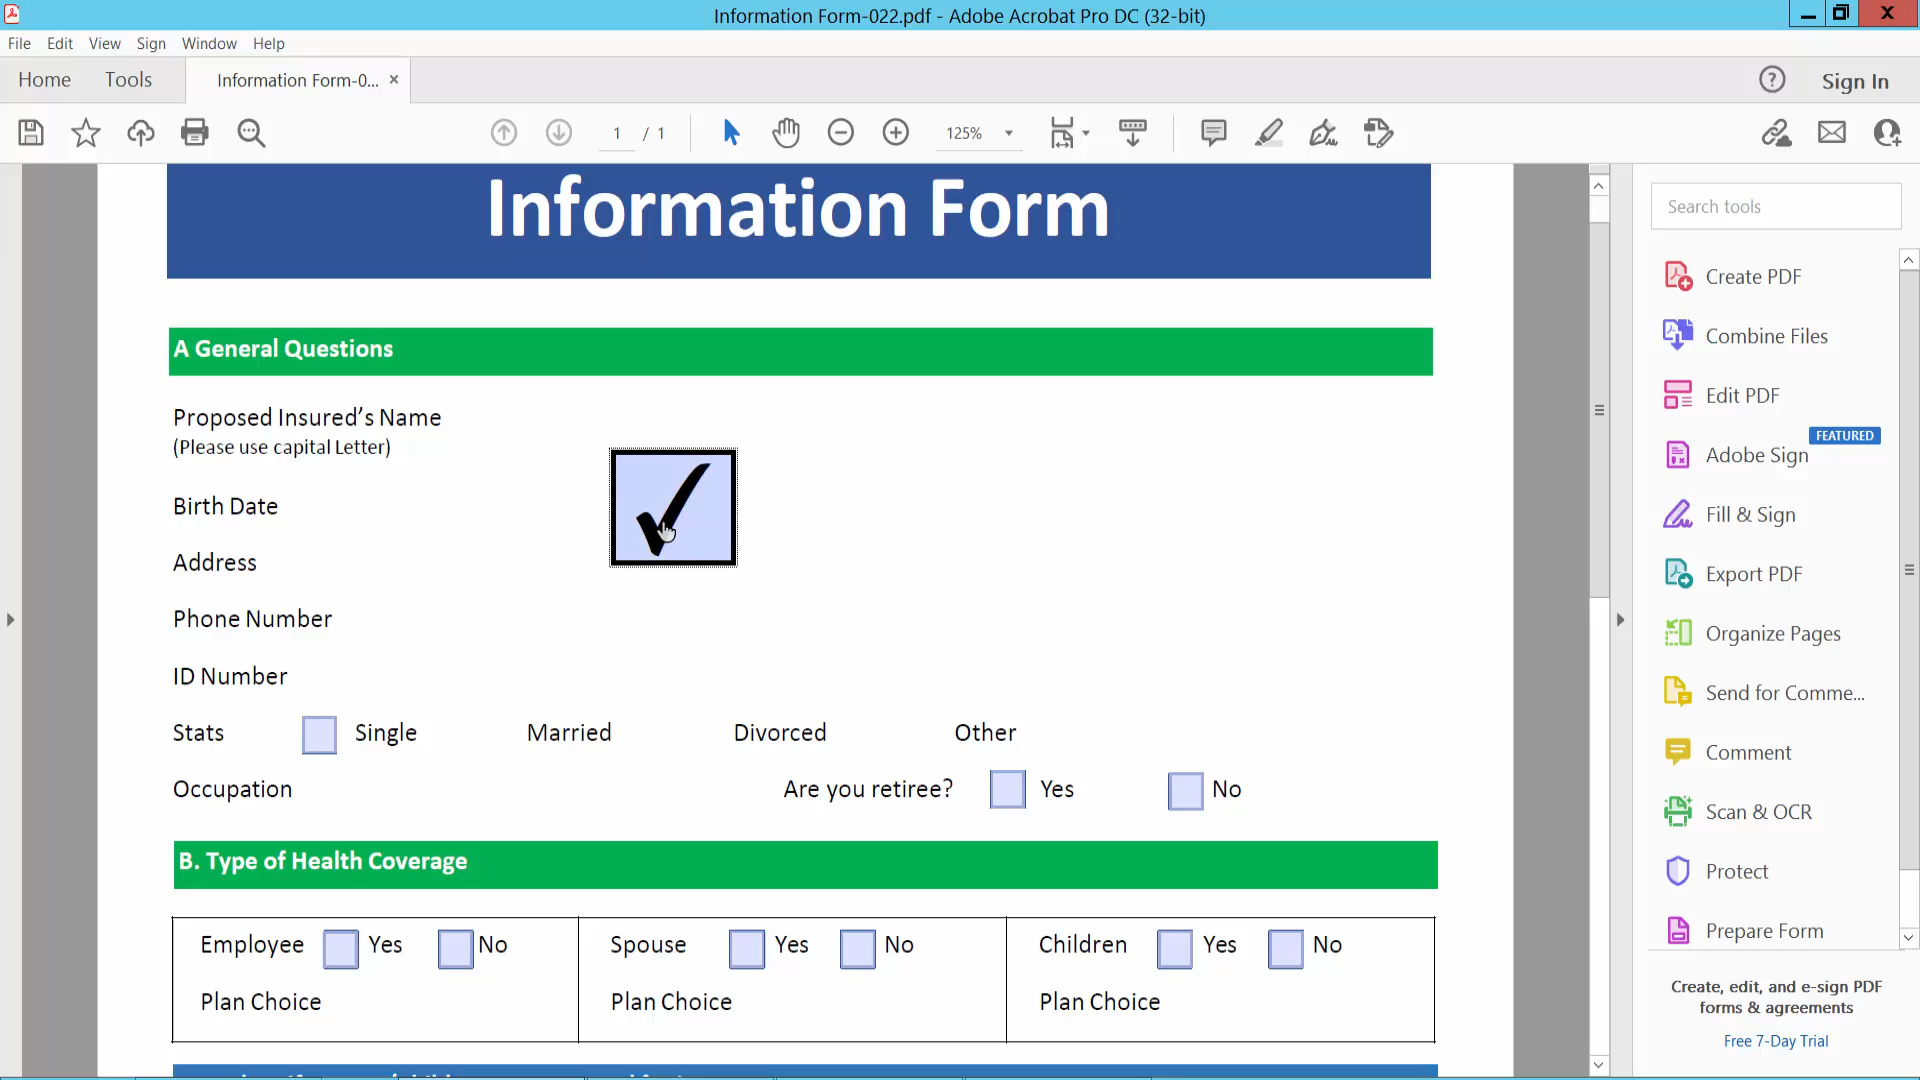 Information Form-022.pdf - Adobe Acrobat Pro DC (32-bit)
File Edit View Sign Window Help
Home Tools Information Form-0... × Sign In
1 / 1 125%
Information Form
A General Questions
Proposed Insured’s Name
(Please use capital Letter)
Birth Date
Address
Phone Number
ID Number
Stats Single Married Divorced Other
Occupation Are you retiree? Yes No
B. Type of Health Coverage
Employee Yes No Spouse Yes No Children Yes No
Plan Choice Plan Choice Plan Choice
Search tools
Create PDF
Combine Files
Edit PDF
FEATURED
Adobe Sign
Fill & Sign
Export PDF
Organize Pages
Send for Comme...
Comment
Scan & OCR
Protect
Prepare Form
Create, edit, and e-sign PDF
forms & agreements
Free 7-Day Trial